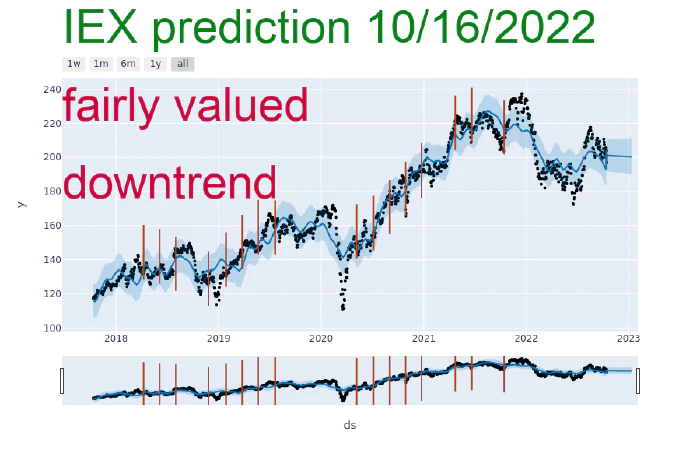 IEX prediction 10/16/2022
1w 1m 6m 1y all
fairly valued
downtrend
240
220
200
180
160
140
120
100
y
2018 2019 2020 2021 2022 2023
ds